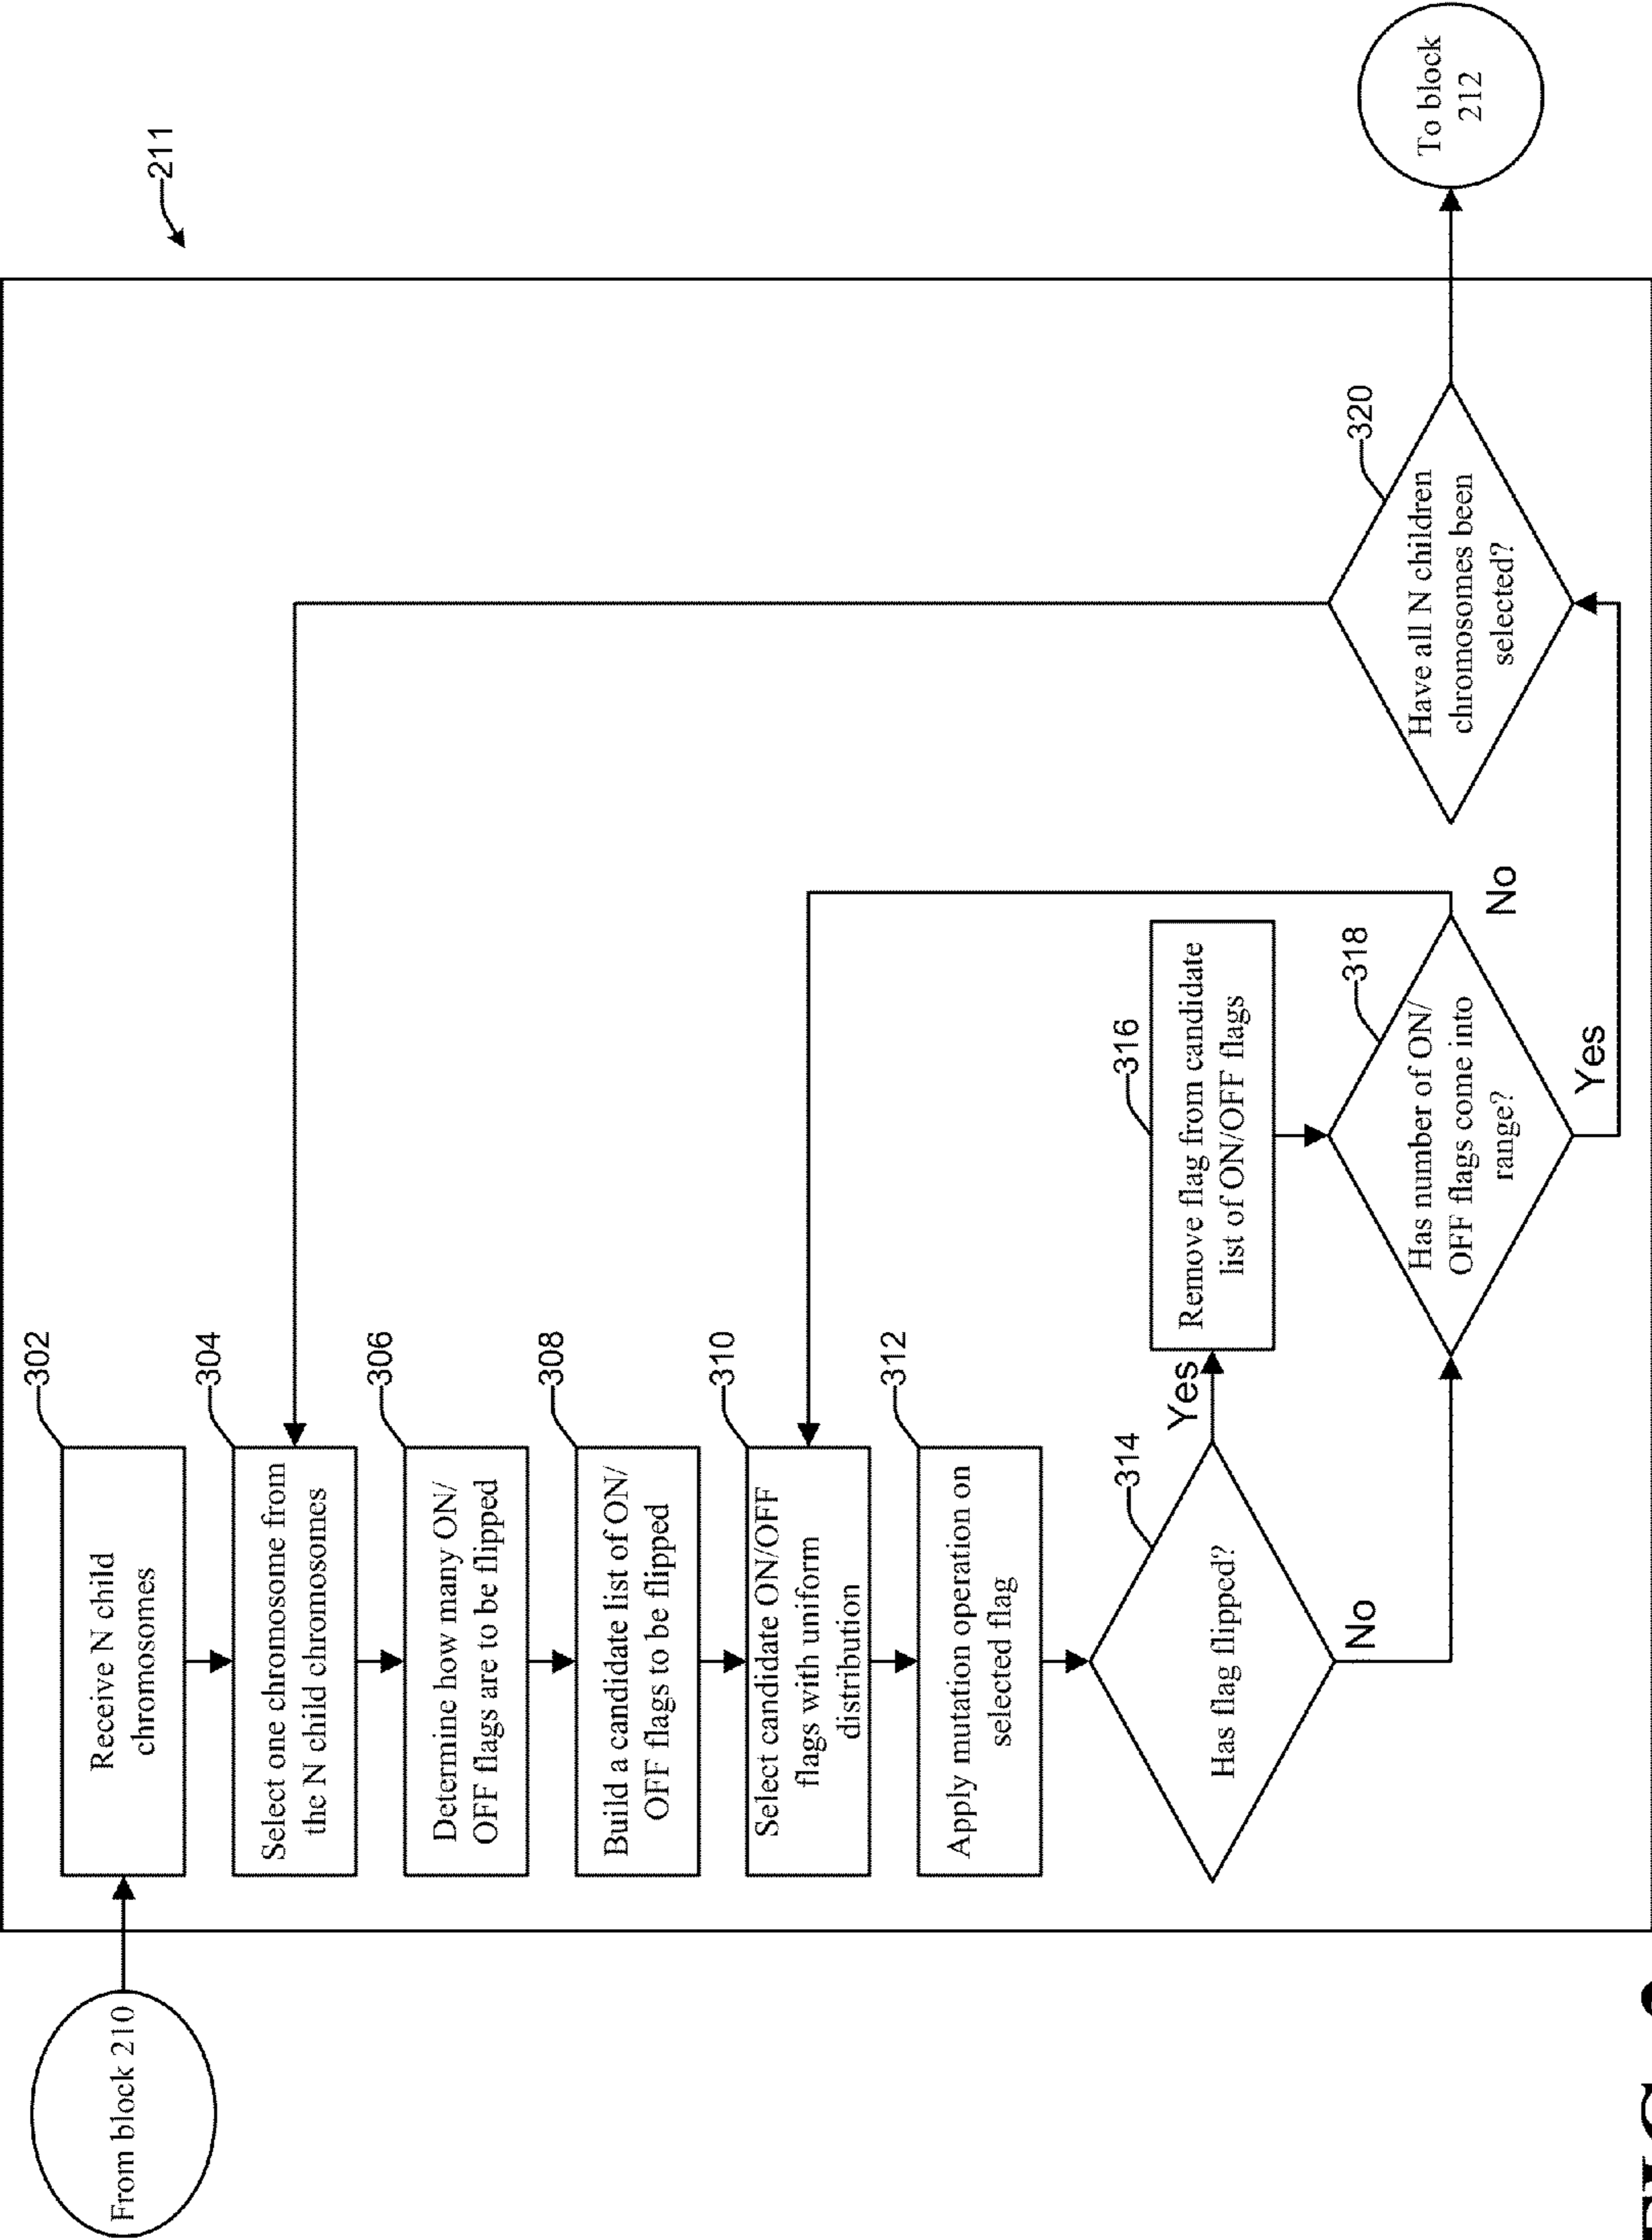 211
From block 210
302
Receive N child
chromosomes
304
Select one chromosome from
the N child chromosomes
306
Determine how many ON/
OFF flags are to be flipped
308
Build a candidate list of ON/
OFF flags to be flipped
310
Select candidate ON/OFF
flags with uniform
distribution
312
Apply mutation operation on
selected flag
314
Has flag flipped?
Yes
No
316
Remove flag from candidate
list of ON/OFF flags
318
Has number of ON/
OFF flags come into
range?
No
Yes
320
Have all N children
chromosomes been
selected?
To block
212